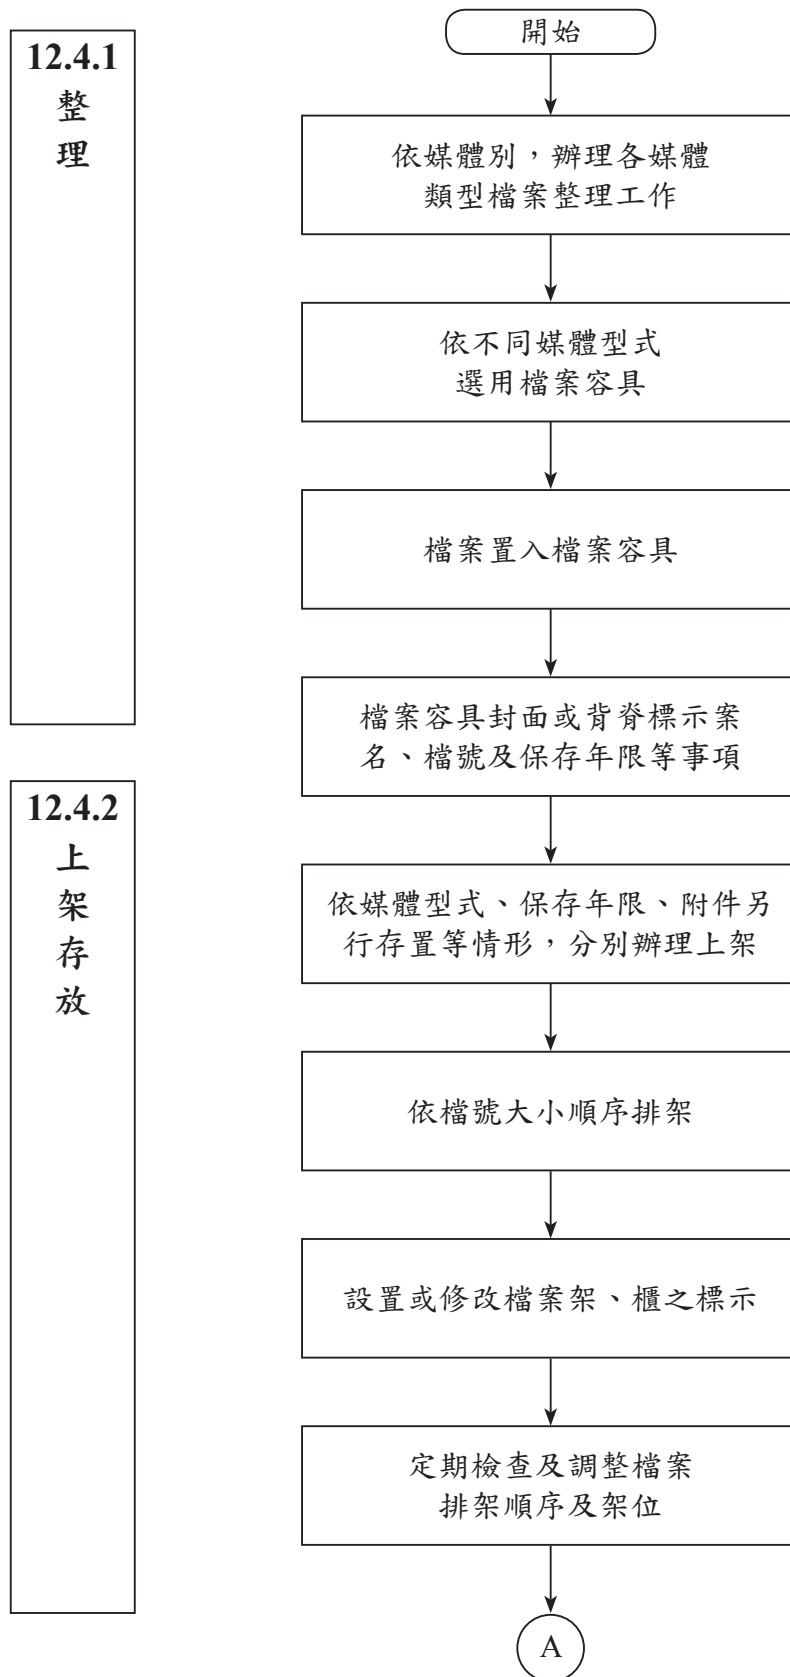 12.4.1
整
理
開始
依媒體別，辦理各媒體
類型檔案整理工作
依不同媒體型式
選用檔案容具
檔案置入檔案容具
檔案容具封面或背脊標示案
名、檔號及保存年限等事項
12.4.2
上
架
存
放
依媒體型式、保存年限、附件另
行存置等情形，分別辦理上架
依檔號大小順序排架
設置或修改檔案架、櫃之標示
定期檢查及調整檔案
排架順序及架位
A